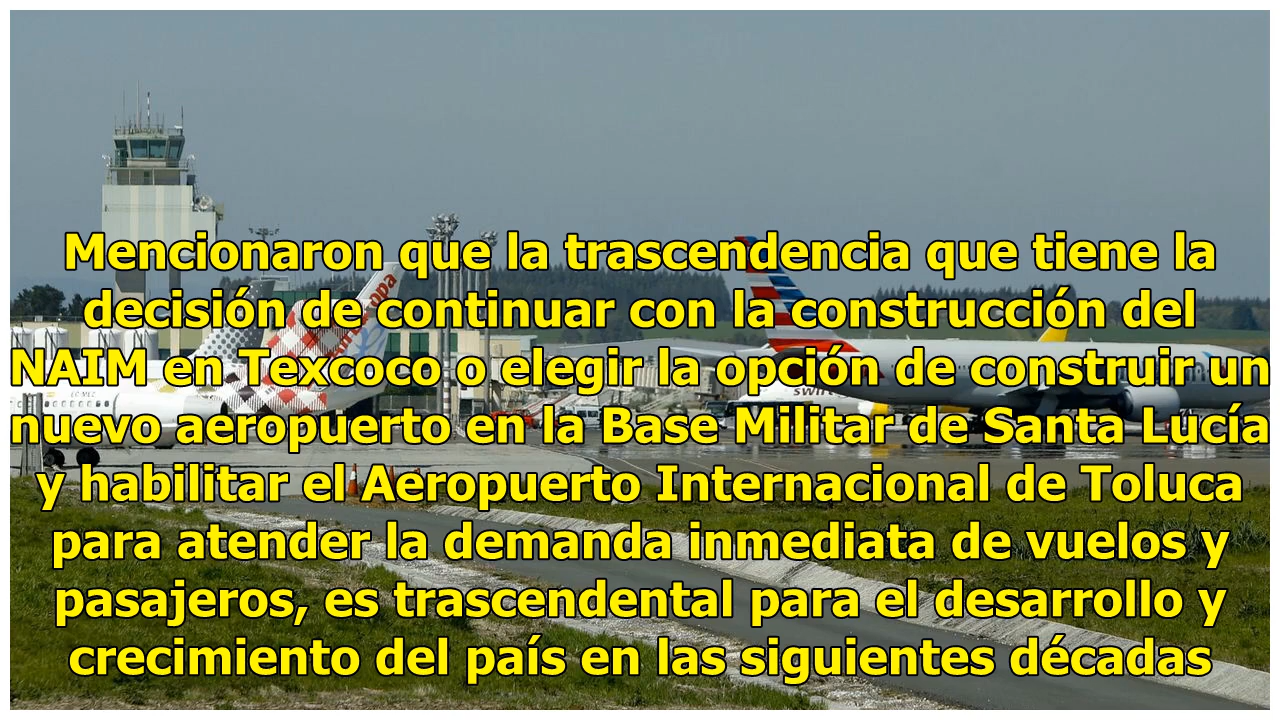 Mencionaron que la trascendencia que tiene la
decisión de continuar con la construcción del
NAIM en Texcoco o elegir la opción de construir un
nuevo aeropuerto en la Base Militar de Santa Lucía
y habilitar el Aeropuerto Internacional de Toluca
para atender la demanda inmediata de vuelos y
pasajeros, es trascendental para el desarrollo y
crecimiento del país en las siguientes décadas